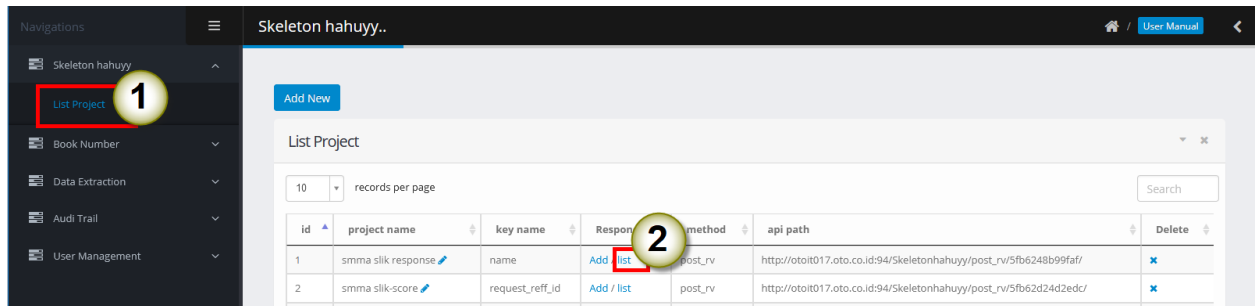 Navigations
Skeleton hahuyy..
/ User Manual
Skeleton hahuyy
List Project
1
Book Number
Data Extraction
Audi Trail
User Management
Add New
List Project
10 records per page
Search
id project name key name Respon 2 method api path Delete
1 smma slik response name Add / list post_rv http://otoit017.oto.co.id:94/Skeletonhahuyy/post_rv/5fb6248b99faf/
2 smma slik-score request_reff_id Add / list post_rv http://otoit017.oto.co.id:94/Skeletonhahuyy/post_rv/5fb62d24d2edc/